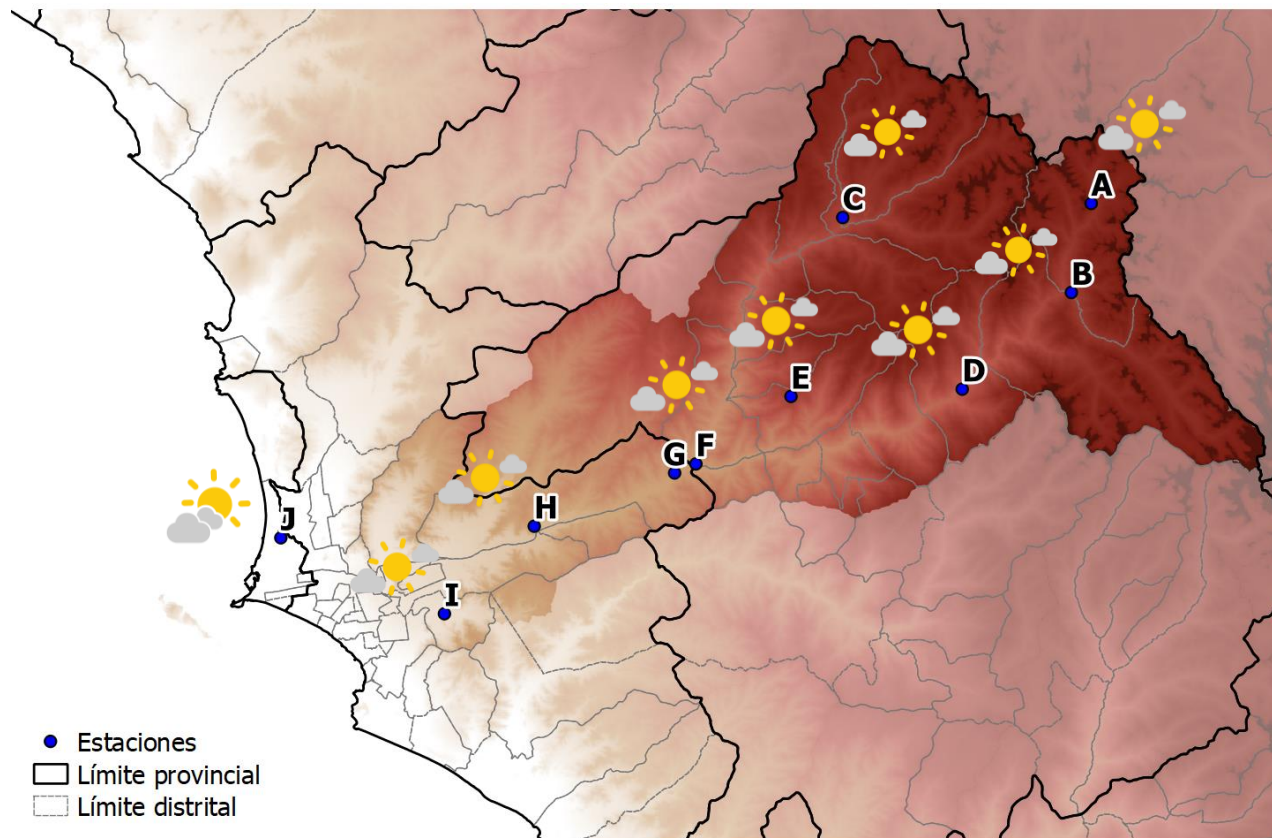 A
C
B
D
E
F
G
H
J
I
Estaciones
Límite provincial
Límite distrital